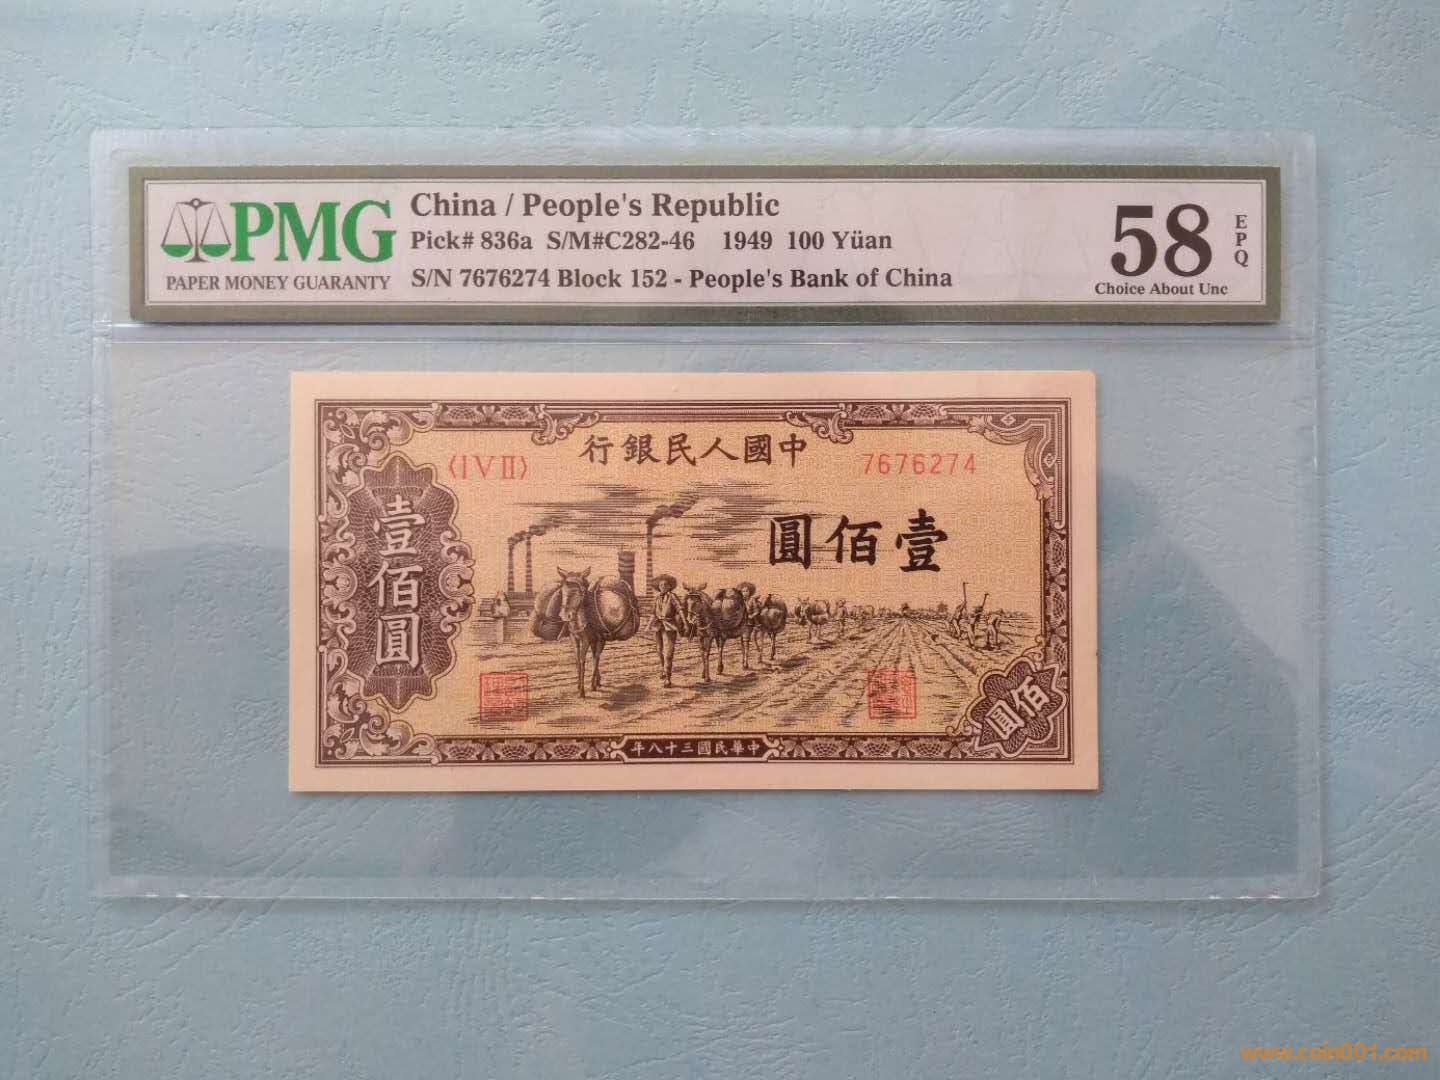 PMG
PAPER MONEY GUARANTY
China / People's Republic
Pick# 836a S/M#C282-46 1949 100 Yüan
S/N 7676274 Block 152 - People's Bank of China
58
EPQ
Choice About Unc
行銀民人國中
〈I V II〉
7676274
圓佰壹
壹佰圓
佰圓
年八十三國民華中
www.coin001.com